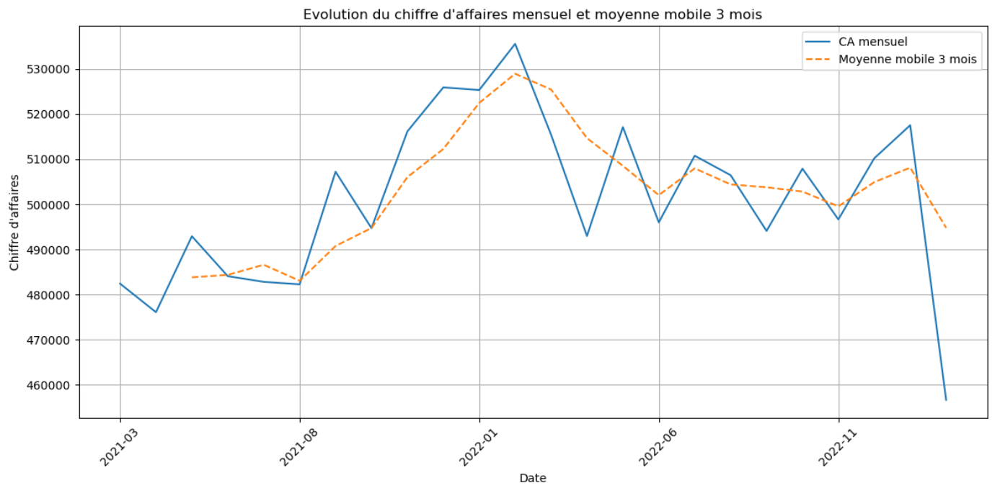 Evolution du chiffre d'affaires mensuel et moyenne mobile 3 mois
CA mensuel
Moyenne mobile 3 mois
Chiffre d'affaires
530000
520000
510000
500000
490000
480000
470000
460000
2021-03
2021-08
2022-01
2022-06
2022-11
Date